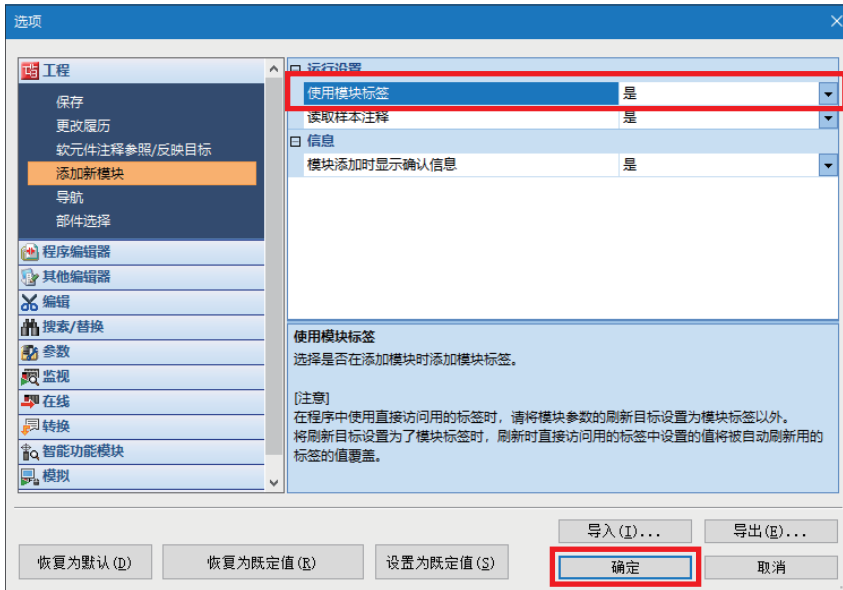 选项
工程
保存
更改履历
软元件注释参照/反映目标
添加新模块
导航
部件选择
程序编辑器
其他编辑器
编辑
搜索/替换
参数
监视
在线
转换
智能功能模块
模拟
运行设置
使用模块标签 是
读取样本注释 是
信息
模块添加时显示确认信息 是
使用模块标签
选择是否在添加模块时添加模块标签。
[注意]
在程序中使用直接访问用的标签时，请将模块参数的刷新目标设置为模块标签以外。
将刷新目标设置为了模块标签时，刷新时直接访问用的标签中设置的值将被自动刷新用的
标签的值覆盖。
导入(I)... 导出(E)...
恢复为默认(D) 恢复为既定值(R) 设置为既定值(S) 确定 取消